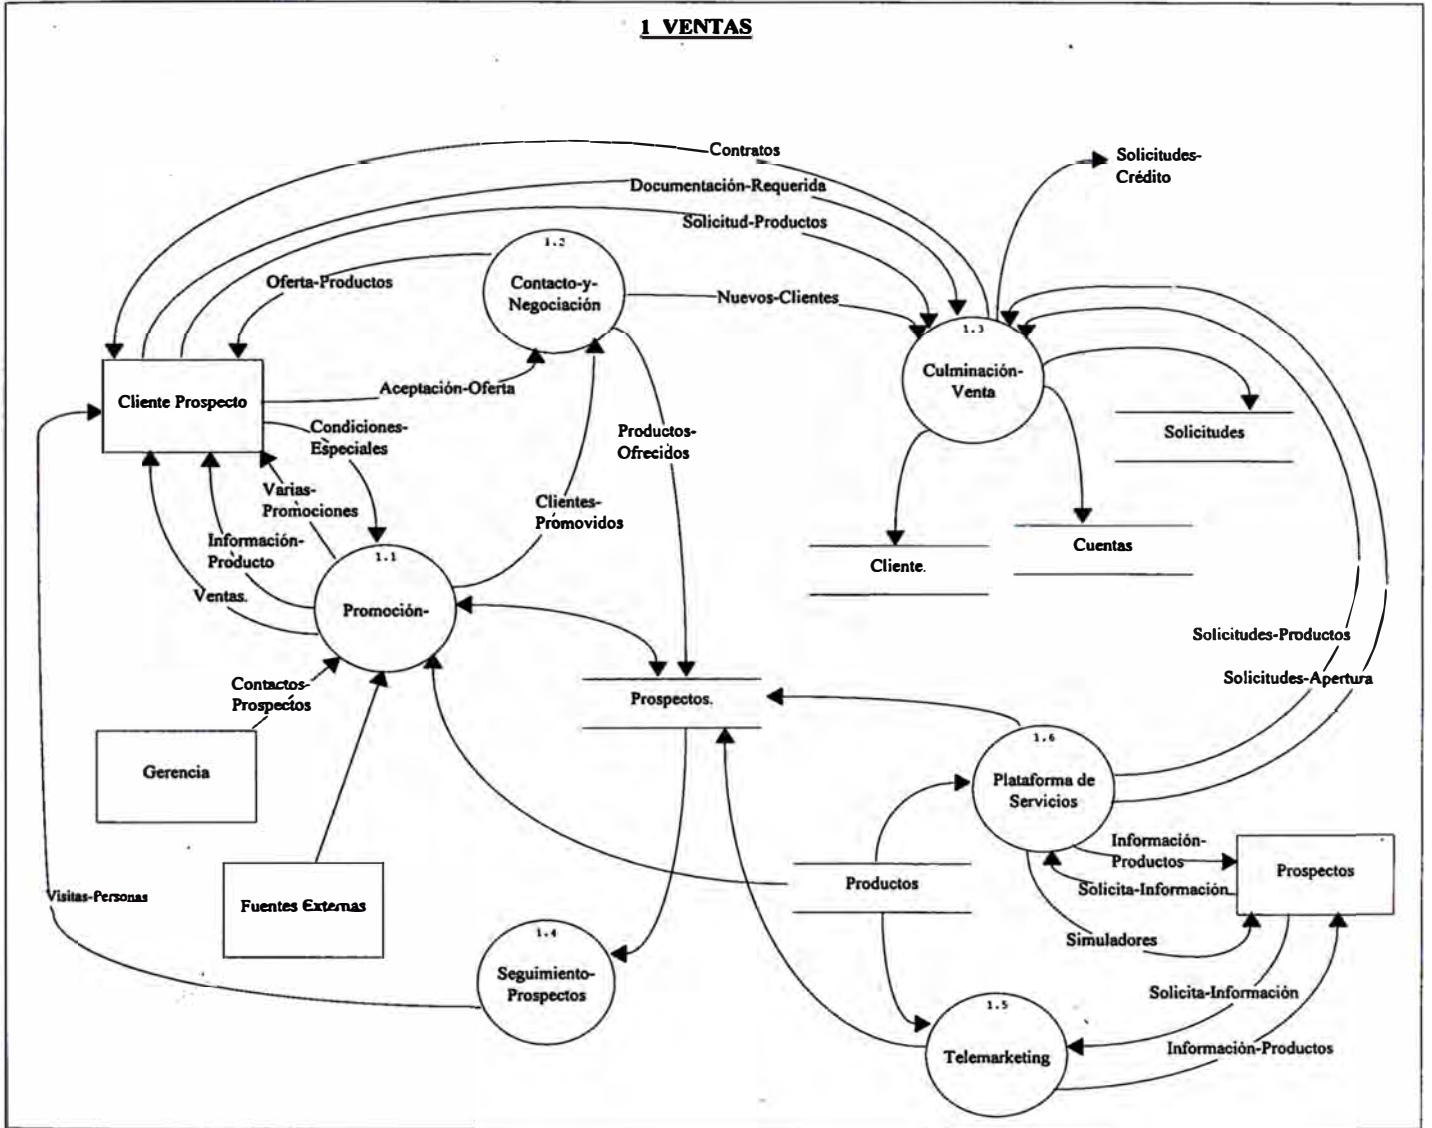 1 VENTAS
Contratos
Solicitudes-
Crédito
Documentación-Requerida
Solicitud-Productos
1.2
Contacto-y-
Negociación
Oferta-Productos
Nuevos-Clientes
1.3
Culminación-
Venta
Cliente Prospecto
Aceptación-Oferta
Condiciones-
Especiales
Productos-
Ofrecidos
Solicitudes
Varias-
Promociones
Clientes-
Promovidos
Información-
Producto
Cuentas
Cliente.
1.1
Promoción-
Ventas.
Solicitudes-Productos
Solicitudes-Apertura
Contactos-
Prospectos
Prospectos.
1.6
Plataforma de
Servicios
Gerencia
Información-
Productos
Prospectos
Productos
Solicita-Información
Visitas-Personas
Fuentes Externas
Simuladores
1.4
Seguimiento-
Prospectos
Solicita-Información
1.5
Telemarketing
Información-Productos